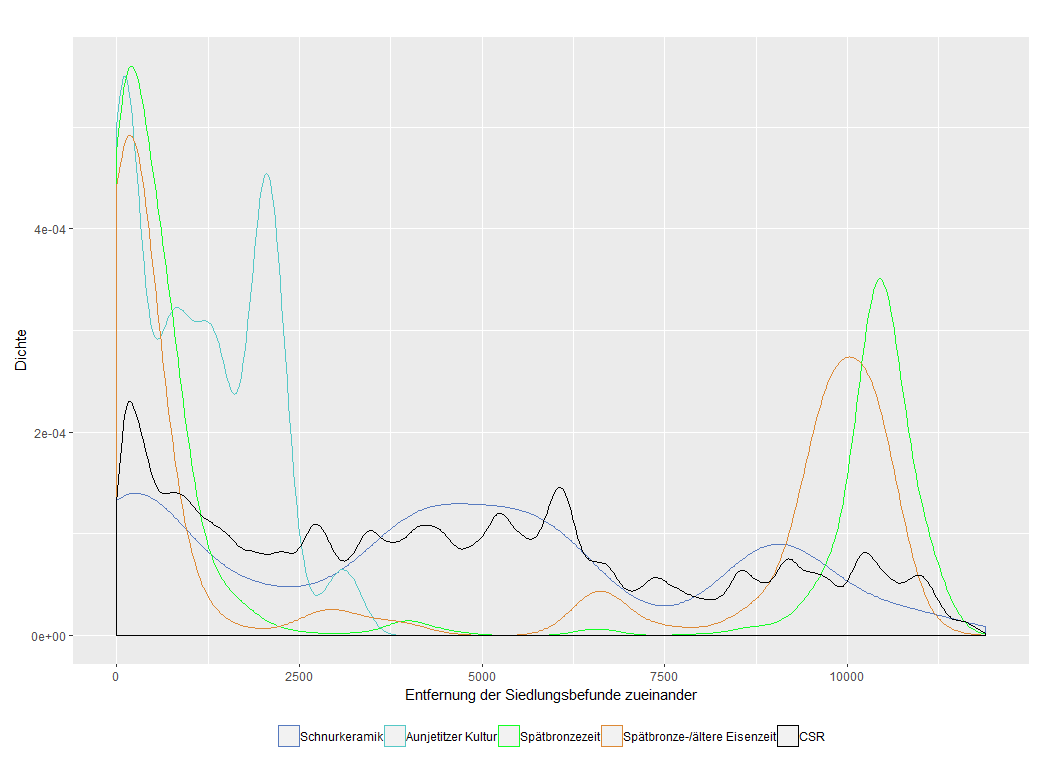 Dichte
4e-04
2e-04
0e+00
0 2500 5000 7500 10000
Entfernung der Siedlungsbefunde zueinander
Schnurkeramik Aunjetitzer Kultur Spätbronzezeit Spätbronze-/ältere Eisenzeit CSR